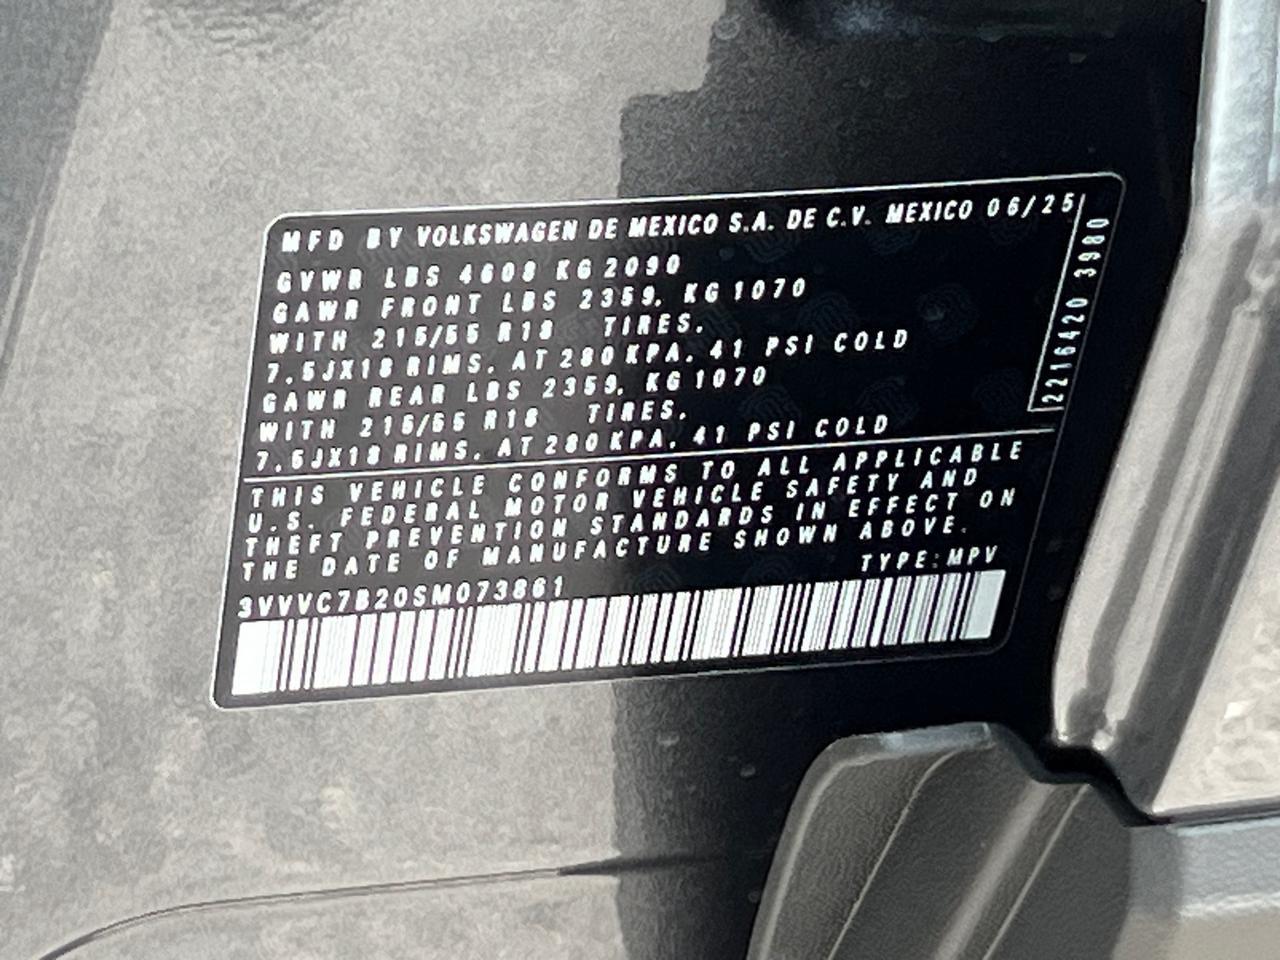 MFD BY VOLKSWAGEN DE MEXICO S.A. DE C.V. MEXICO 06/25
GVWR LBS 4608 KG 2090
GAWR FRONT LBS 2359, KG 1070
WITH 215/55 R18 TIRES.
7.5JX18 RIMS, AT 280 KPA. 41 PSI COLD
GAWR REAR LBS 2359, KG 1070
WITH 215/55 R18 TIRES.
7.5JX18 RIMS, AT 280 KPA. 41 PSI COLD
2216420 3980
THIS VEHICLE CONFORMS TO ALL APPLICABLE
U.S. FEDERAL MOTOR VEHICLE SAFETY AND
THEFT PREVENTION STANDARDS IN EFFECT ON
THE DATE OF MANUFACTURE SHOWN ABOVE.
TYPE:MPV
3VVVC7B20SM073861